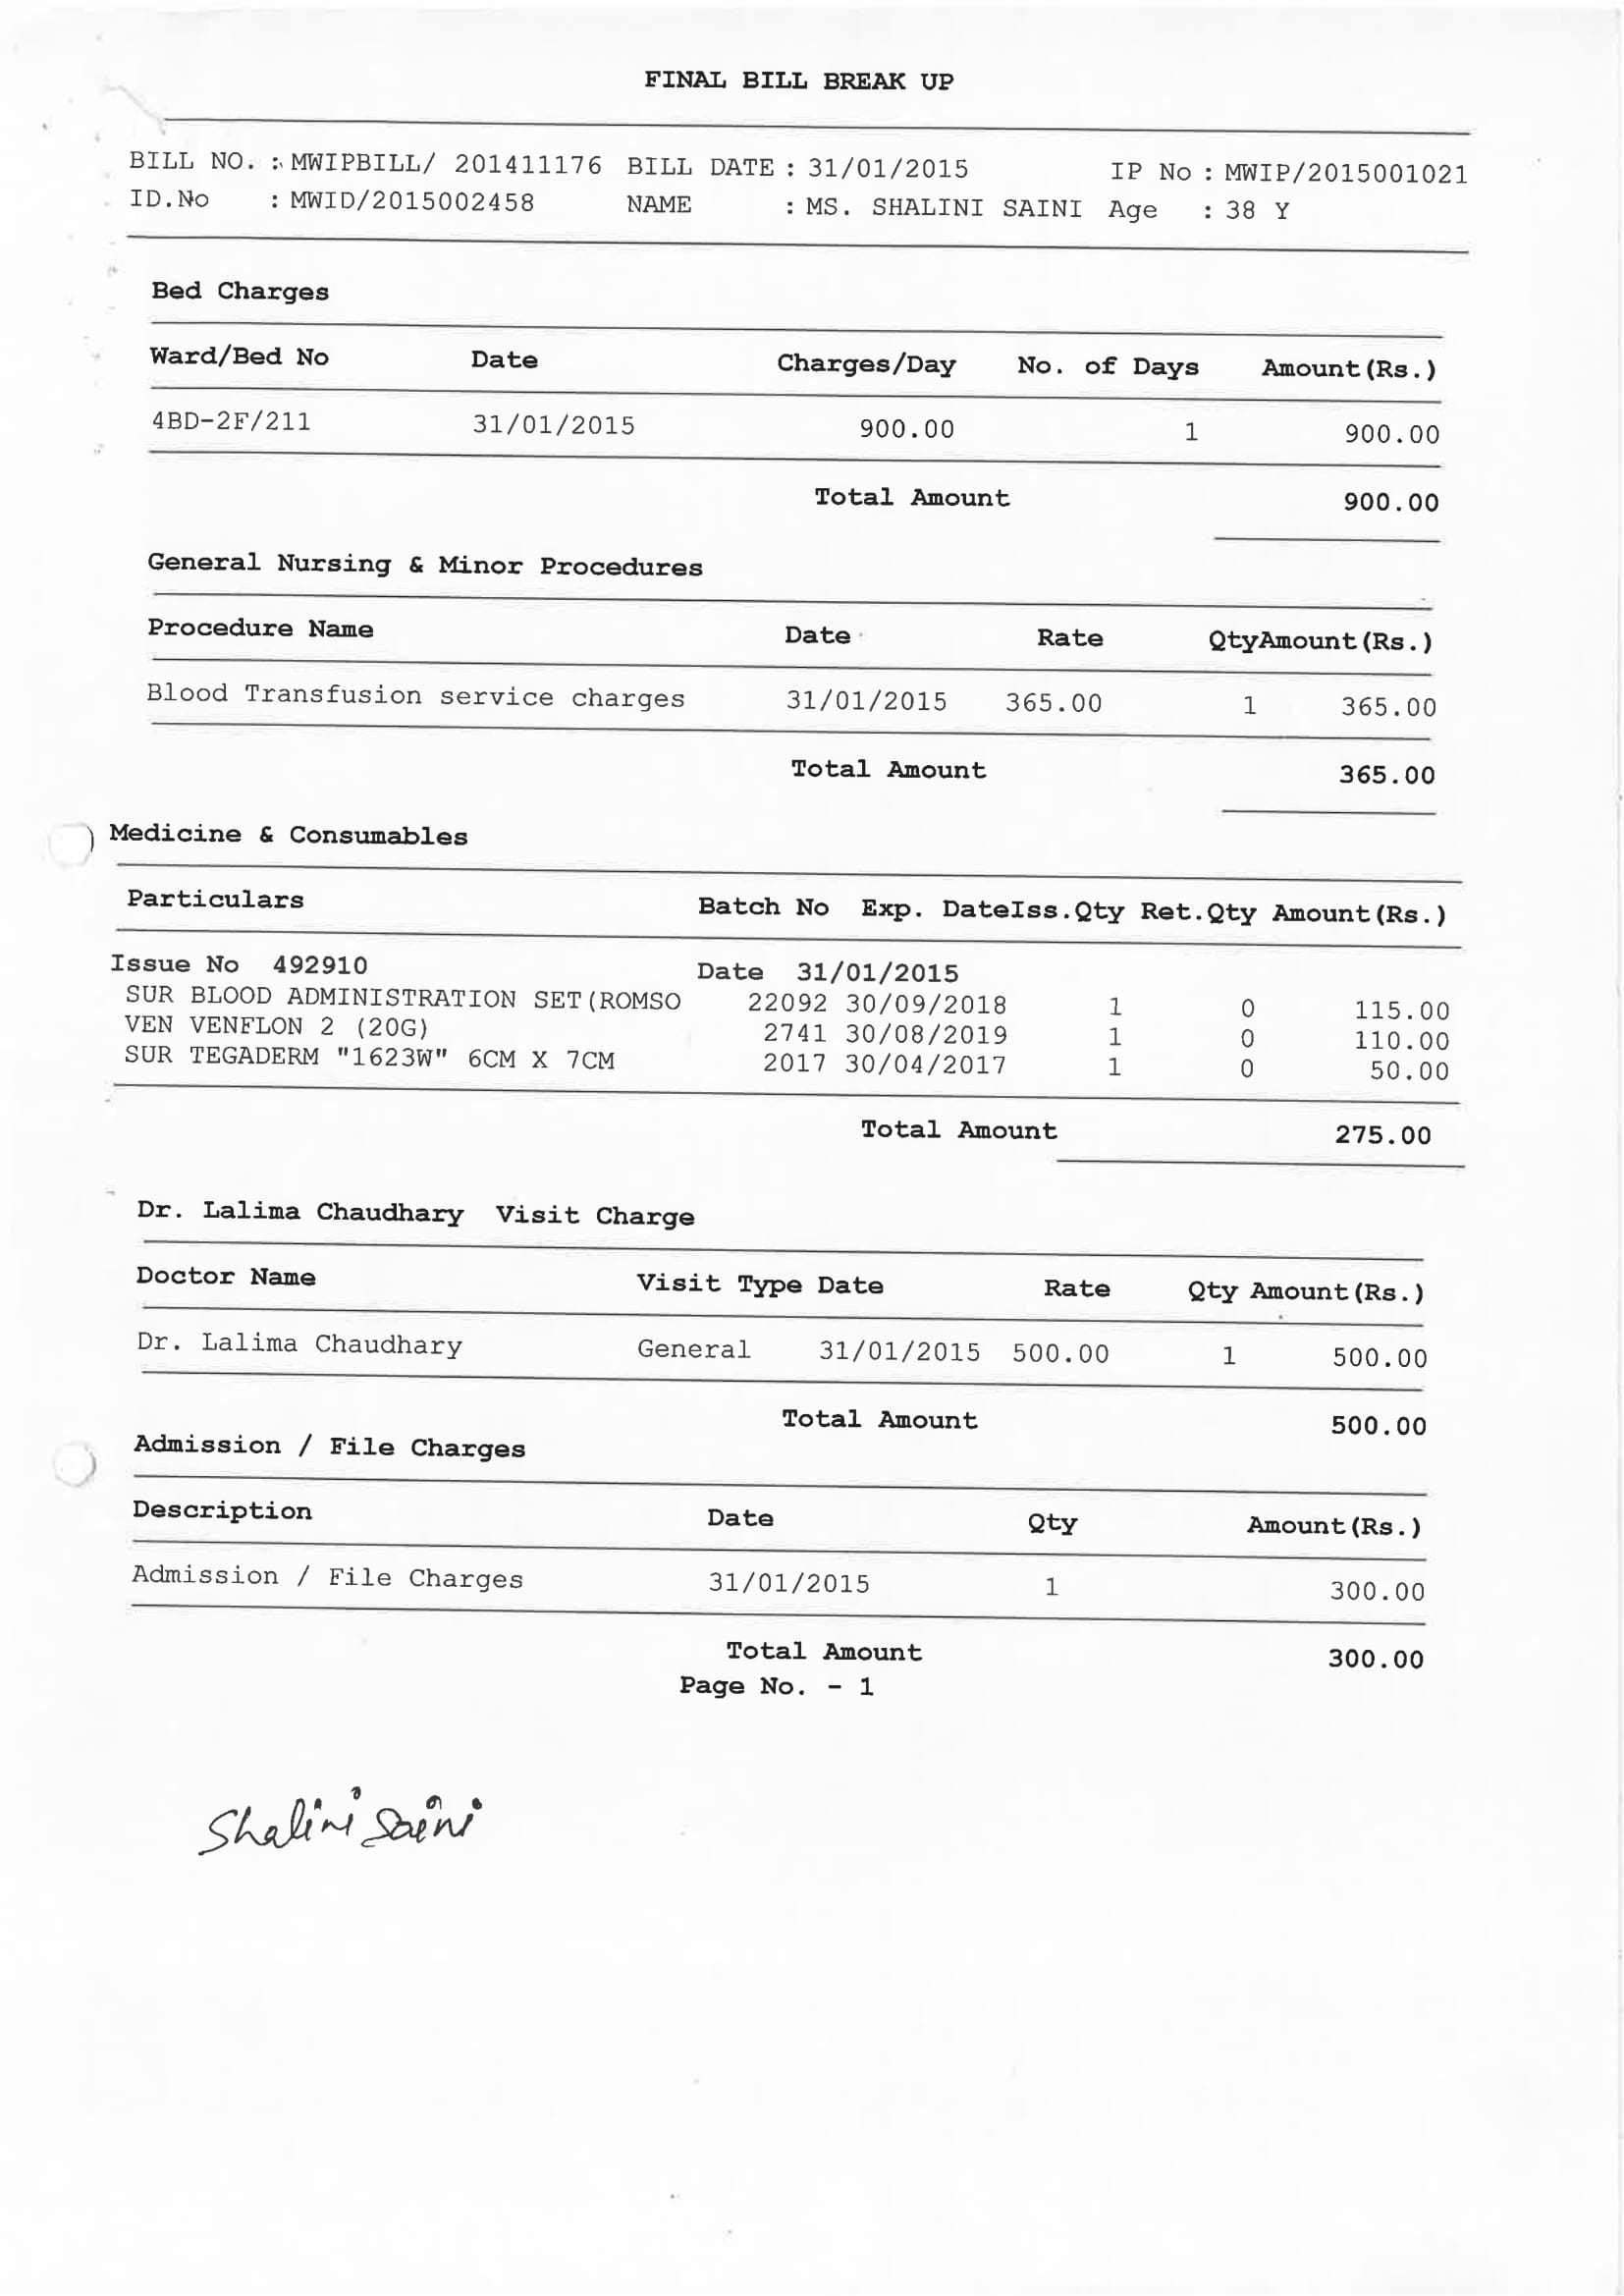 FINAL BILL BREAK UP
BILL NO. : MWIPBILL/ 201411176 BILL DATE : 31/01/2015 IP No : MWIP/2015001021
ID.No : MWID/2015002458 NAME : MS. SHALINI SAINI Age : 38 Y
Bed Charges
Ward/Bed No Date Charges/Day No. of Days Amount(Rs.)
4BD-2F/211 31/01/2015 900.00 1 900.00
Total Amount 900.00
General Nursing & Minor Procedures
Procedure Name Date Rate QtyAmount(Rs.)
Blood Transfusion service charges 31/01/2015 365.00 1 365.00
Total Amount 365.00
Medicine & Consumables
Particulars Batch No Exp. DateIss.Qty Ret.Qty Amount(Rs.)
Issue No 492910 Date 31/01/2015
SUR BLOOD ADMINISTRATION SET(ROMSO 22092 30/09/2018 1 0 115.00
VEN VENFLON 2 (20G) 2741 30/08/2019 1 0 110.00
SUR TEGADERM "1623W" 6CM X 7CM 2017 30/04/2017 1 0 50.00
Total Amount 275.00
Dr. Lalima Chaudhary Visit Charge
Doctor Name Visit Type Date Rate Qty Amount(Rs.)
Dr. Lalima Chaudhary General 31/01/2015 500.00 1 500.00
Total Amount 500.00
Admission / File Charges
Description Date Qty Amount(Rs.)
Admission / File Charges 31/01/2015 1 300.00
Total Amount 300.00
Page No. - 1
Shalini Saini